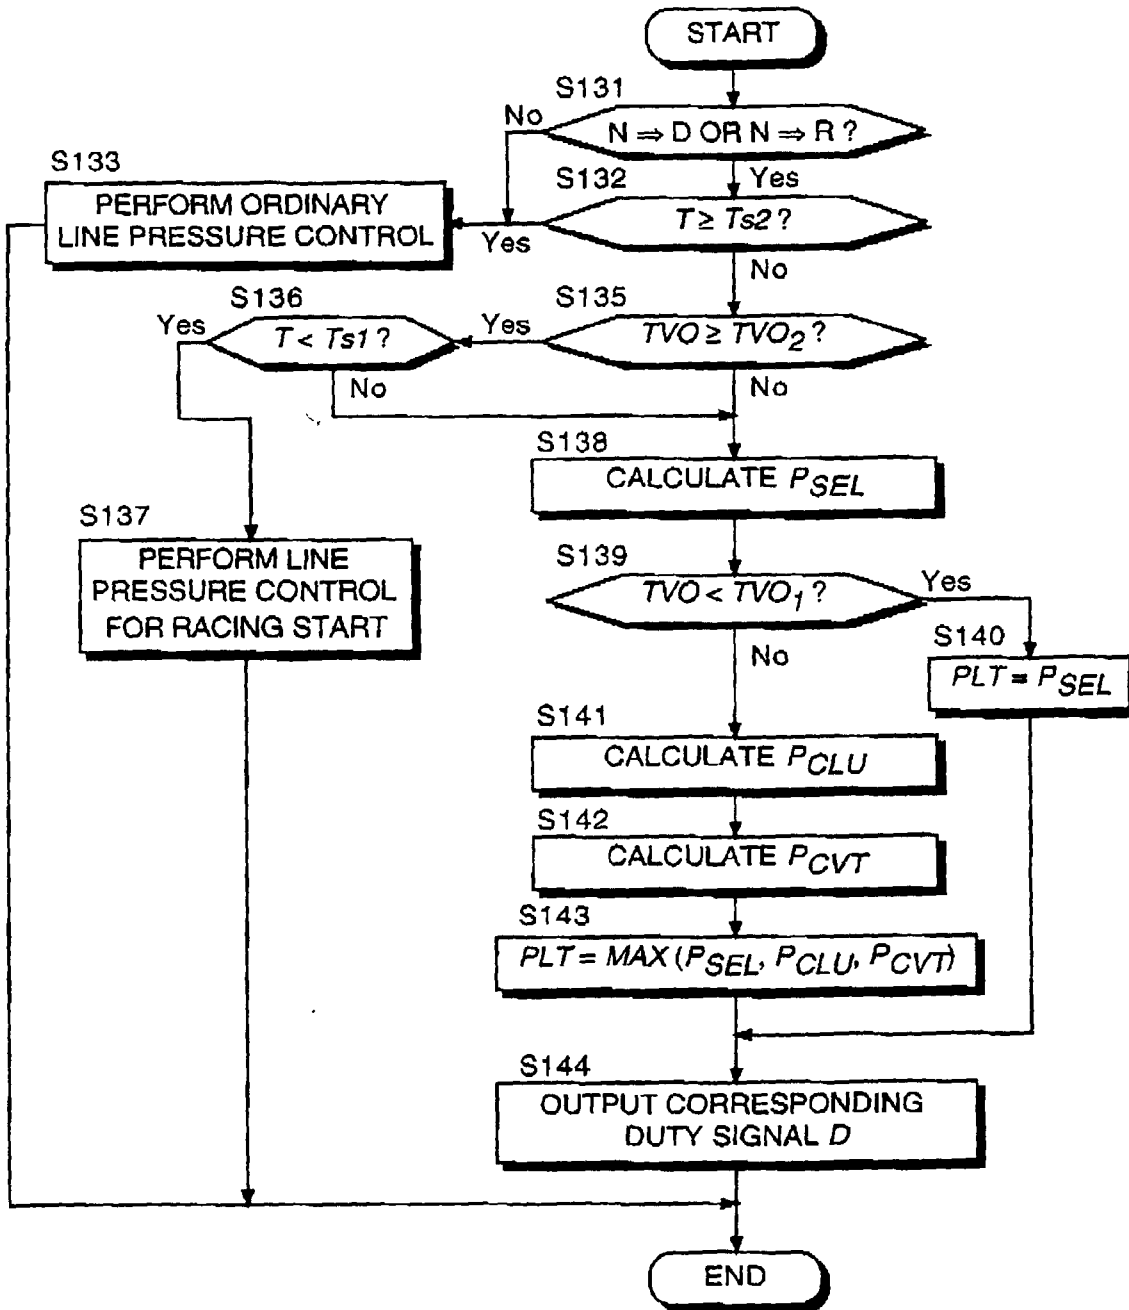 START
S131
N ⇒ D OR N ⇒ R ?
No
Yes
S133
PERFORM ORDINARY
LINE PRESSURE CONTROL
S132
T ≥ Ts2 ?
Yes
No
S136
T < Ts1 ?
Yes
No
S135
TVO ≥ TVO2 ?
Yes
No
S138
CALCULATE PSEL
S137
PERFORM LINE
PRESSURE CONTROL
FOR RACING START
S139
TVO < TVO1 ?
Yes
No
S140
PLT = PSEL
S141
CALCULATE PCLU
S142
CALCULATE PCVT
S143
PLT = MAX (PSEL, PCLU, PCVT)
S144
OUTPUT CORRESPONDING
DUTY SIGNAL D
END